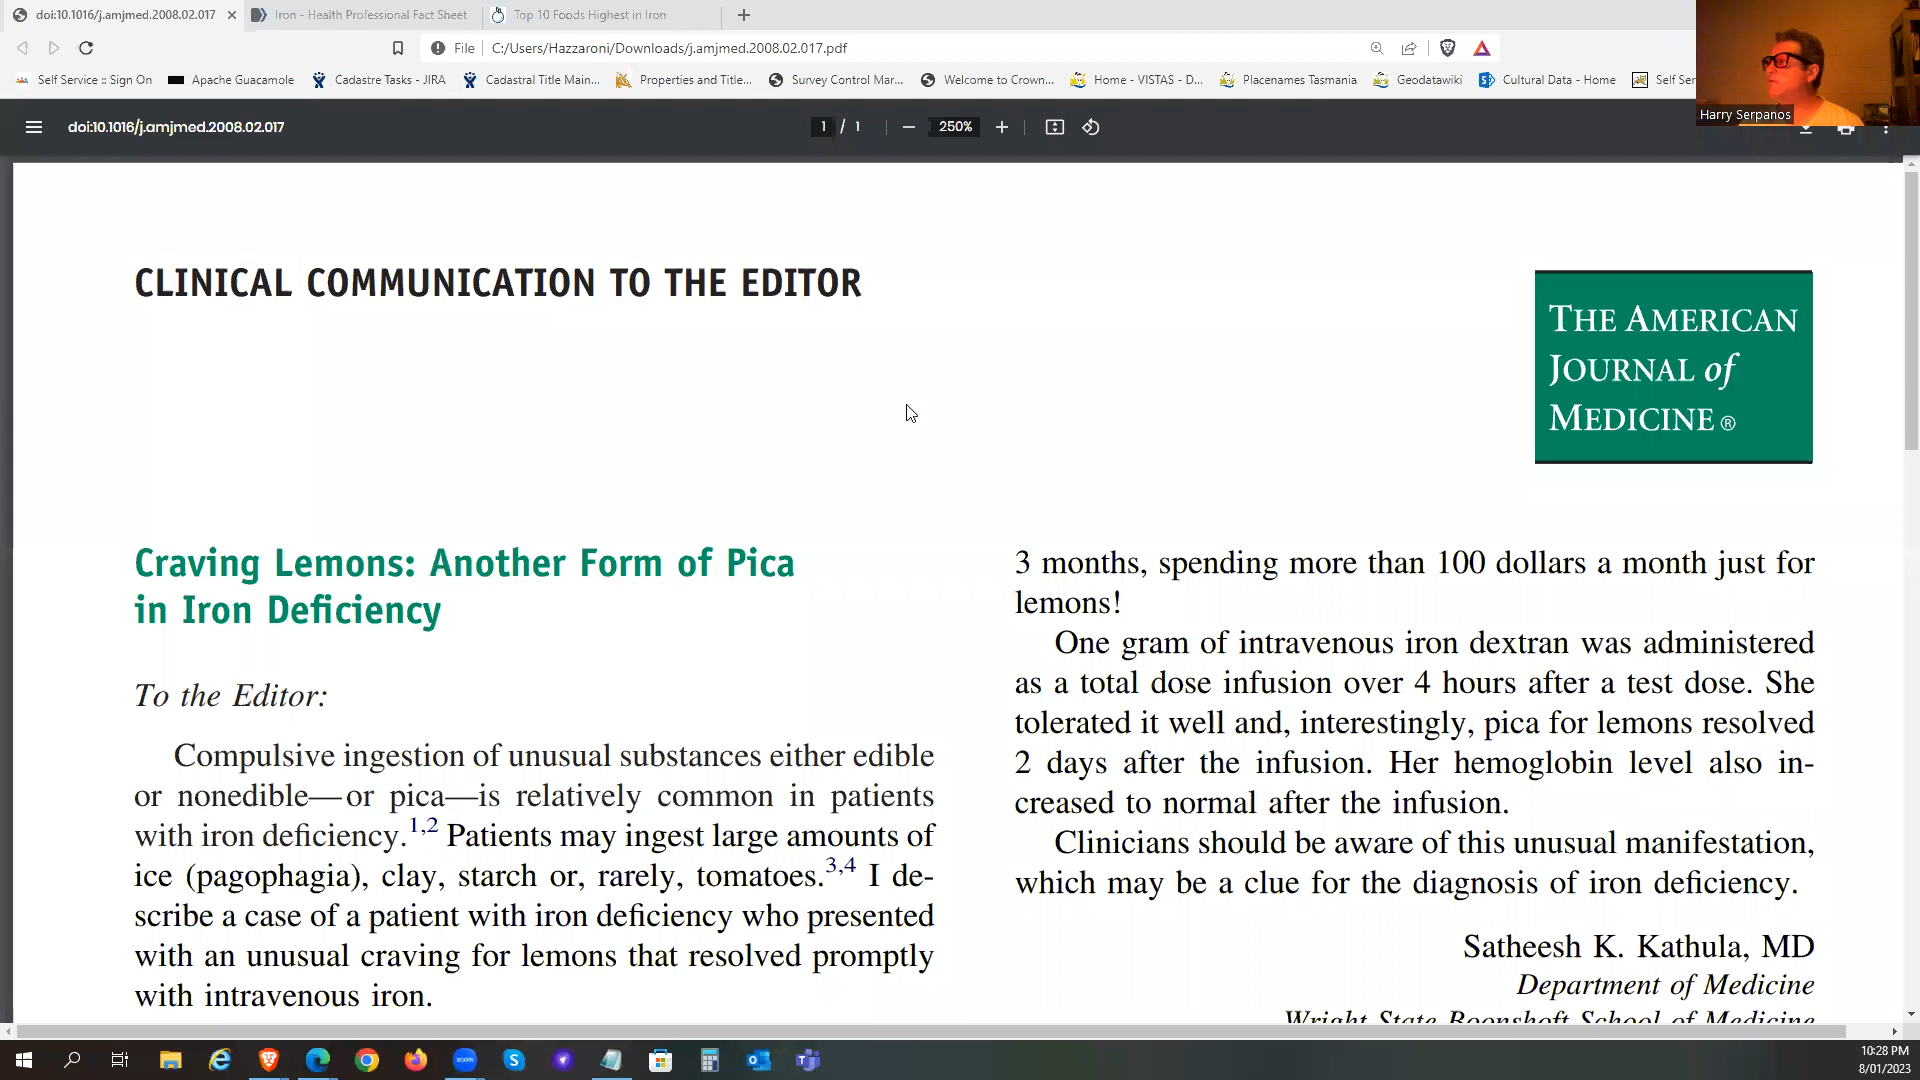 doi:10.1016/j.amjmed.2008.02.017
Iron - Health Professional Fact Sheet
Top 10 Foods Highest in Iron
File
C:/Users/Hazzaroni/Downloads/j.amjmed.2008.02.017.pdf
Self Service :: Sign On
Apache Guacamole
Cadastre Tasks - JIRA
Cadastral Title Main...
Properties and Title...
Survey Control Mar...
Welcome to Crown...
Home - VISTAS - D...
Placenames Tasmania
Geodatawiki
Cultural Data - Home
Self Ser
Harry Serpanos
doi:10.1016/j.amjmed.2008.02.017
1 / 1
250%
CLINICAL COMMUNICATION TO THE EDITOR
THE AMERICAN
JOURNAL of
MEDICINE ®
Craving Lemons: Another Form of Pica
in Iron Deficiency
To the Editor:
Compulsive ingestion of unusual substances either edible
or nonedible—or pica—is relatively common in patients
with iron deficiency.1,2 Patients may ingest large amounts of
ice (pagophagia), clay, starch or, rarely, tomatoes.3,4 I de-
scribe a case of a patient with iron deficiency who presented
with an unusual craving for lemons that resolved promptly
with intravenous iron.
3 months, spending more than 100 dollars a month just for
lemons!
One gram of intravenous iron dextran was administered
as a total dose infusion over 4 hours after a test dose. She
tolerated it well and, interestingly, pica for lemons resolved
2 days after the infusion. Her hemoglobin level also in-
creased to normal after the infusion.
Clinicians should be aware of this unusual manifestation,
which may be a clue for the diagnosis of iron deficiency.
Satheesh K. Kathula, MD
Department of Medicine
Wright State Boonshoft School of Medicine
zoom
10:28 PM
8/01/2023